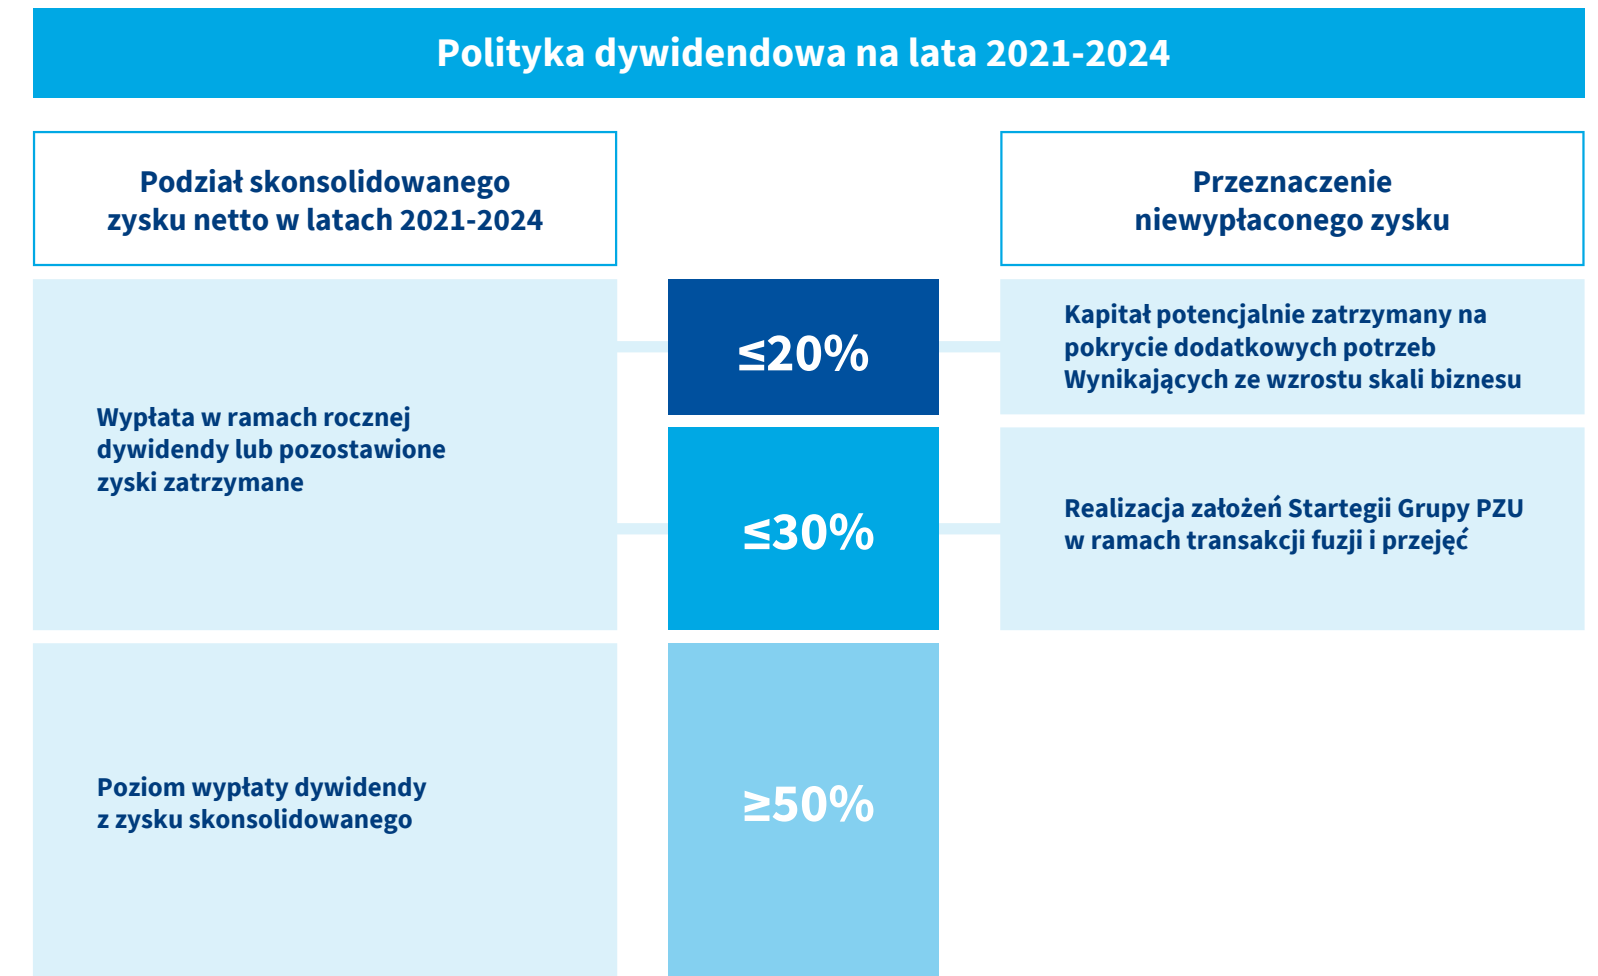 Polityka dywidendowa na lata 2021-2024
Podział skonsolidowanego
zysku netto w latach 2021-2024
Przeznaczenie
niewypłaconego zysku
Wypłata w ramach rocznej
dywidendy lub pozostawione
zyski zatrzymane
≤20%
Kapitał potencjalnie zatrzymany na
pokrycie dodatkowych potrzeb
Wynikających ze wzrostu skali biznesu
≤30%
Realizacja założeń Startegii Grupy PZU
w ramach transakcji fuzji i przejęć
Poziom wypłaty dywidendy
z zysku skonsolidowanego
≥50%